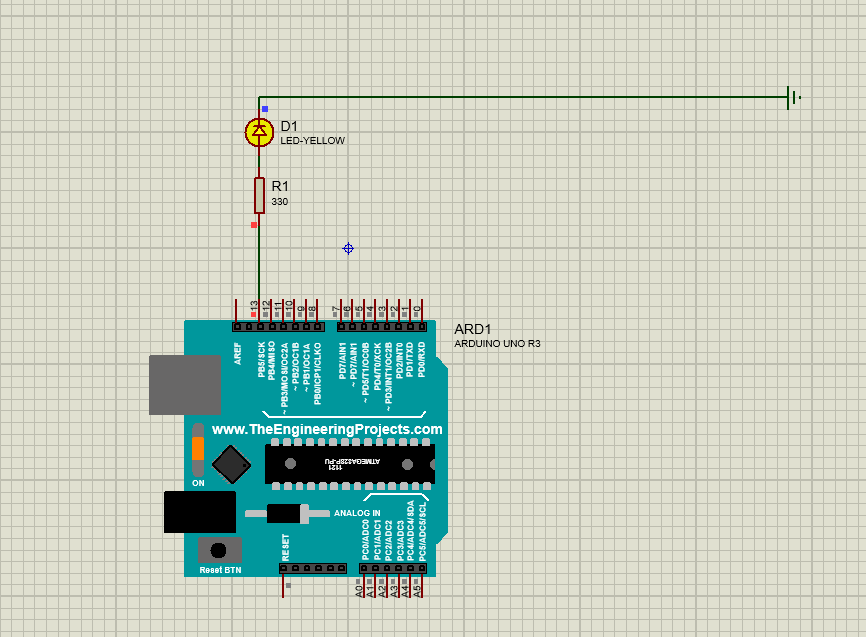 D1
LED-YELLOW
R1
330
13
12
11
10
9
8
7
6
5
4
3
2
1
0
ARD1
ARDUINO UNO R3
AREF
PB5/SCK
PB4/MISO
~ PB3/MOSI/OC2A
~ PB2/OC1B
~ PB1/OC1A
PB0/ICP1/CLKO
PD7/AIN1
~ PD7/AIN1
~ PD5/T1/OC0B
PD4/T0/XCK
~ PD3/INT1/OC2B
PD2/INT0
PD1/TXD
PD0/RXD
www.TheEngineeringProjects.com
ATMEGA328P-PU
1121
ON
ANALOG IN
RESET
PC0/ADC0
PC1/ADC1
PC2/ADC2
PC3/ADC3
PC4/ADC4/SDA
PC5/ADC5/SCL
Reset BTN
A0
A1
A2
A3
A4
A5